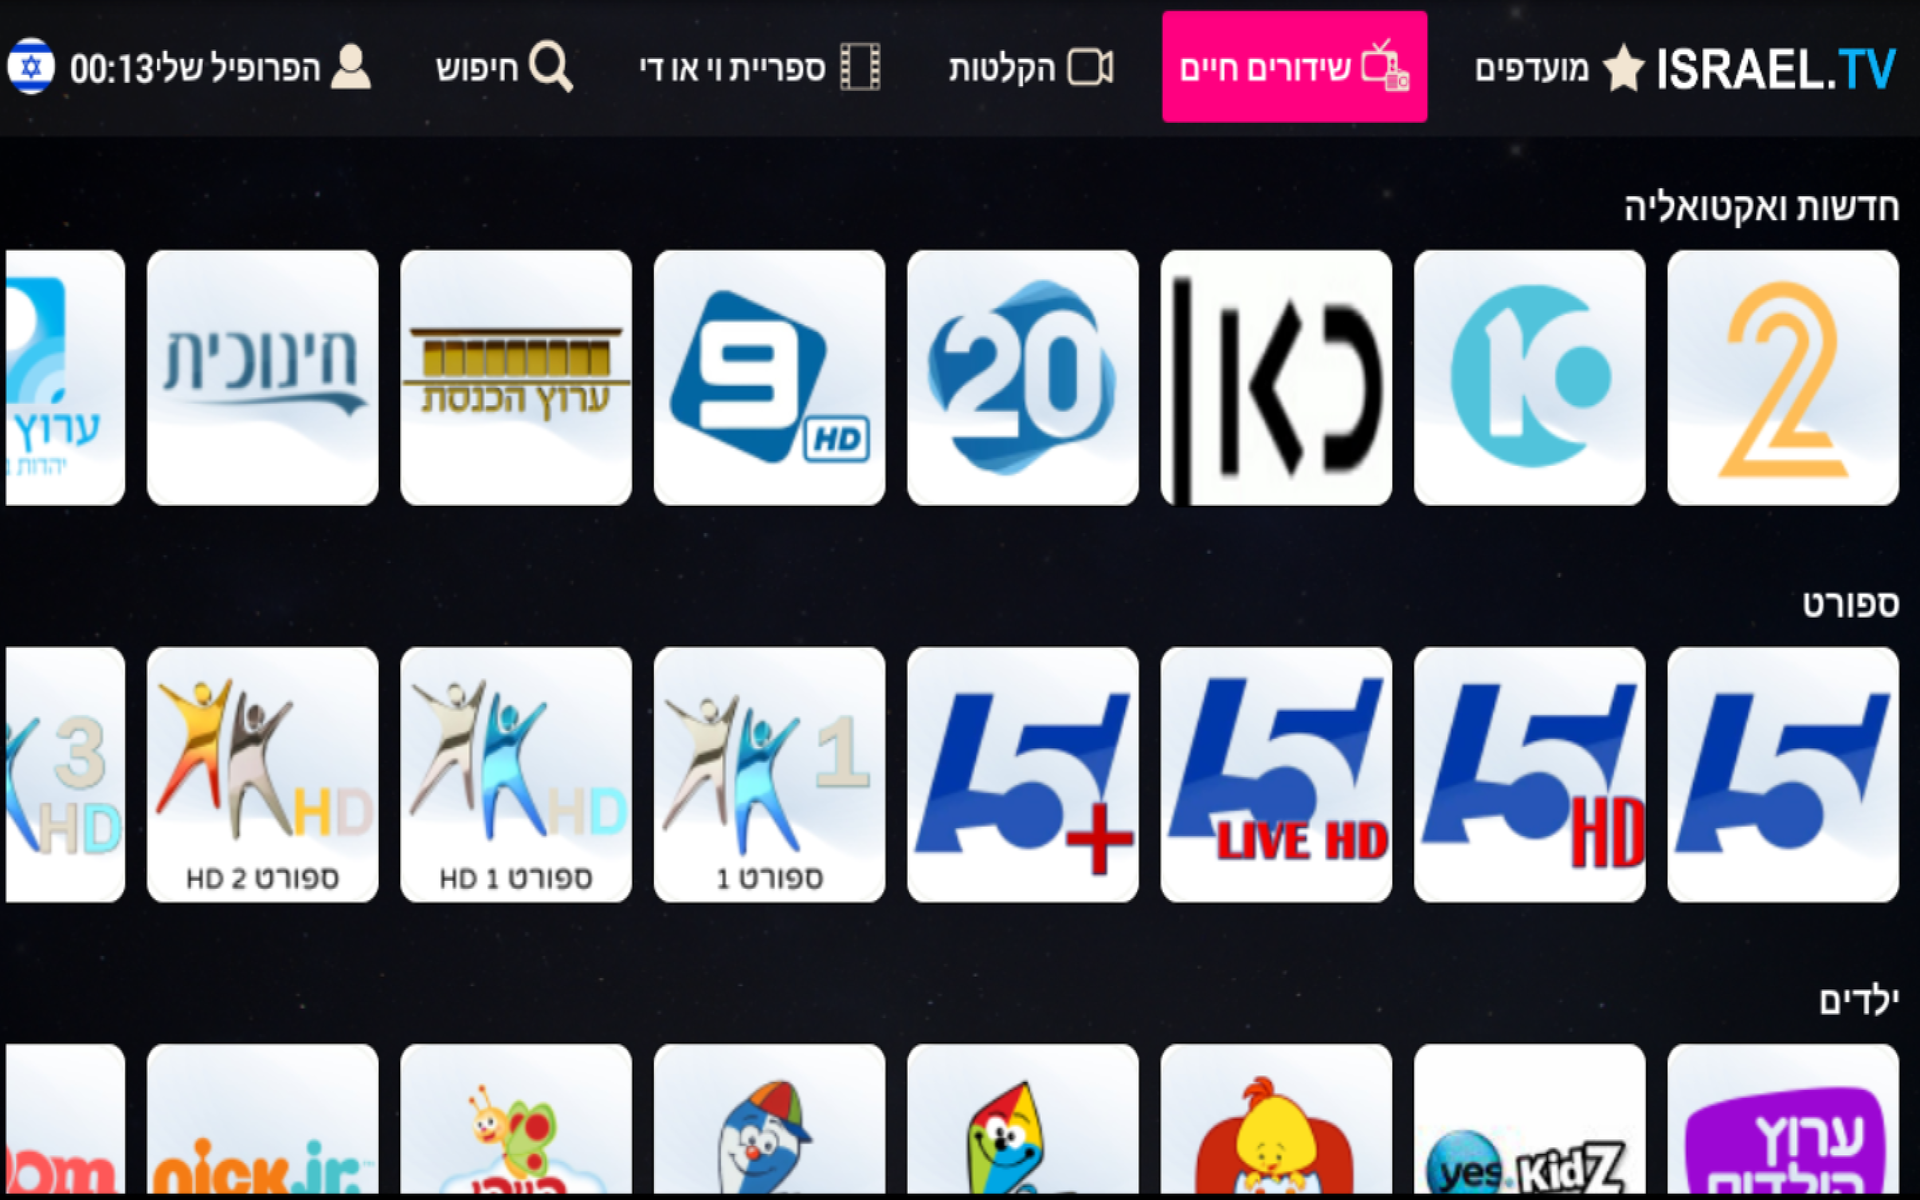 ISRAEL.TV
מועדפים
שידורים חיים
הקלטות
ספריית וי או די
חיפוש
הפרופיל שלי
00:13
חדשות ואקטואליה
2
10
כאן
20
9 HD
ערוץ הכנסת
חינוכית
ערוץ
יהדות
ספורט
5
5 HD
5 LIVE HD
5+
1
ספורט 1
HD
ספורט 1 HD
HD
ספורט 2 HD
3
HD
ילדים
ערוץ
הילדים
yes. KidZ
nick jr.
om